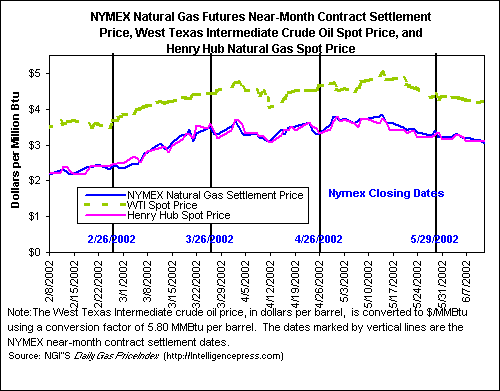 NYMEX Natural Gas Futures Near-Month Contract Settlement
Price, West Texas Intermediate Crude Oil Spot Price, and
Henry Hub Natural Gas Spot Price
Dollars per Million Btu
$5
$4
$3
$2
$1
$0
NYMEX Natural Gas Settlement Price
WTI Spot Price
Henry Hub Spot Price
Nymex Closing Dates
2/26/2002
3/26/2002
4/26/2002
5/29/2002
2/8/2002
2/15/2002
2/22/2002
3/1/2002
3/8/2002
3/15/2002
3/22/2002
3/29/2002
4/5/2002
4/12/2002
4/19/2002
4/26/2002
5/3/2002
5/10/2002
5/17/2002
5/24/2002
5/31/2002
6/7/2002
Note:The West Texas Intermediate crude oil price, in dollars per barrel, is converted to $/MMBtu
using a conversion factor of 5.80 MMBtu per barrel. The dates marked by vertical lines are the
NYMEX near-month contract settlement dates.
Source: NGI"S Daily Gas PriceIndex (http://Intelligencepress.com)